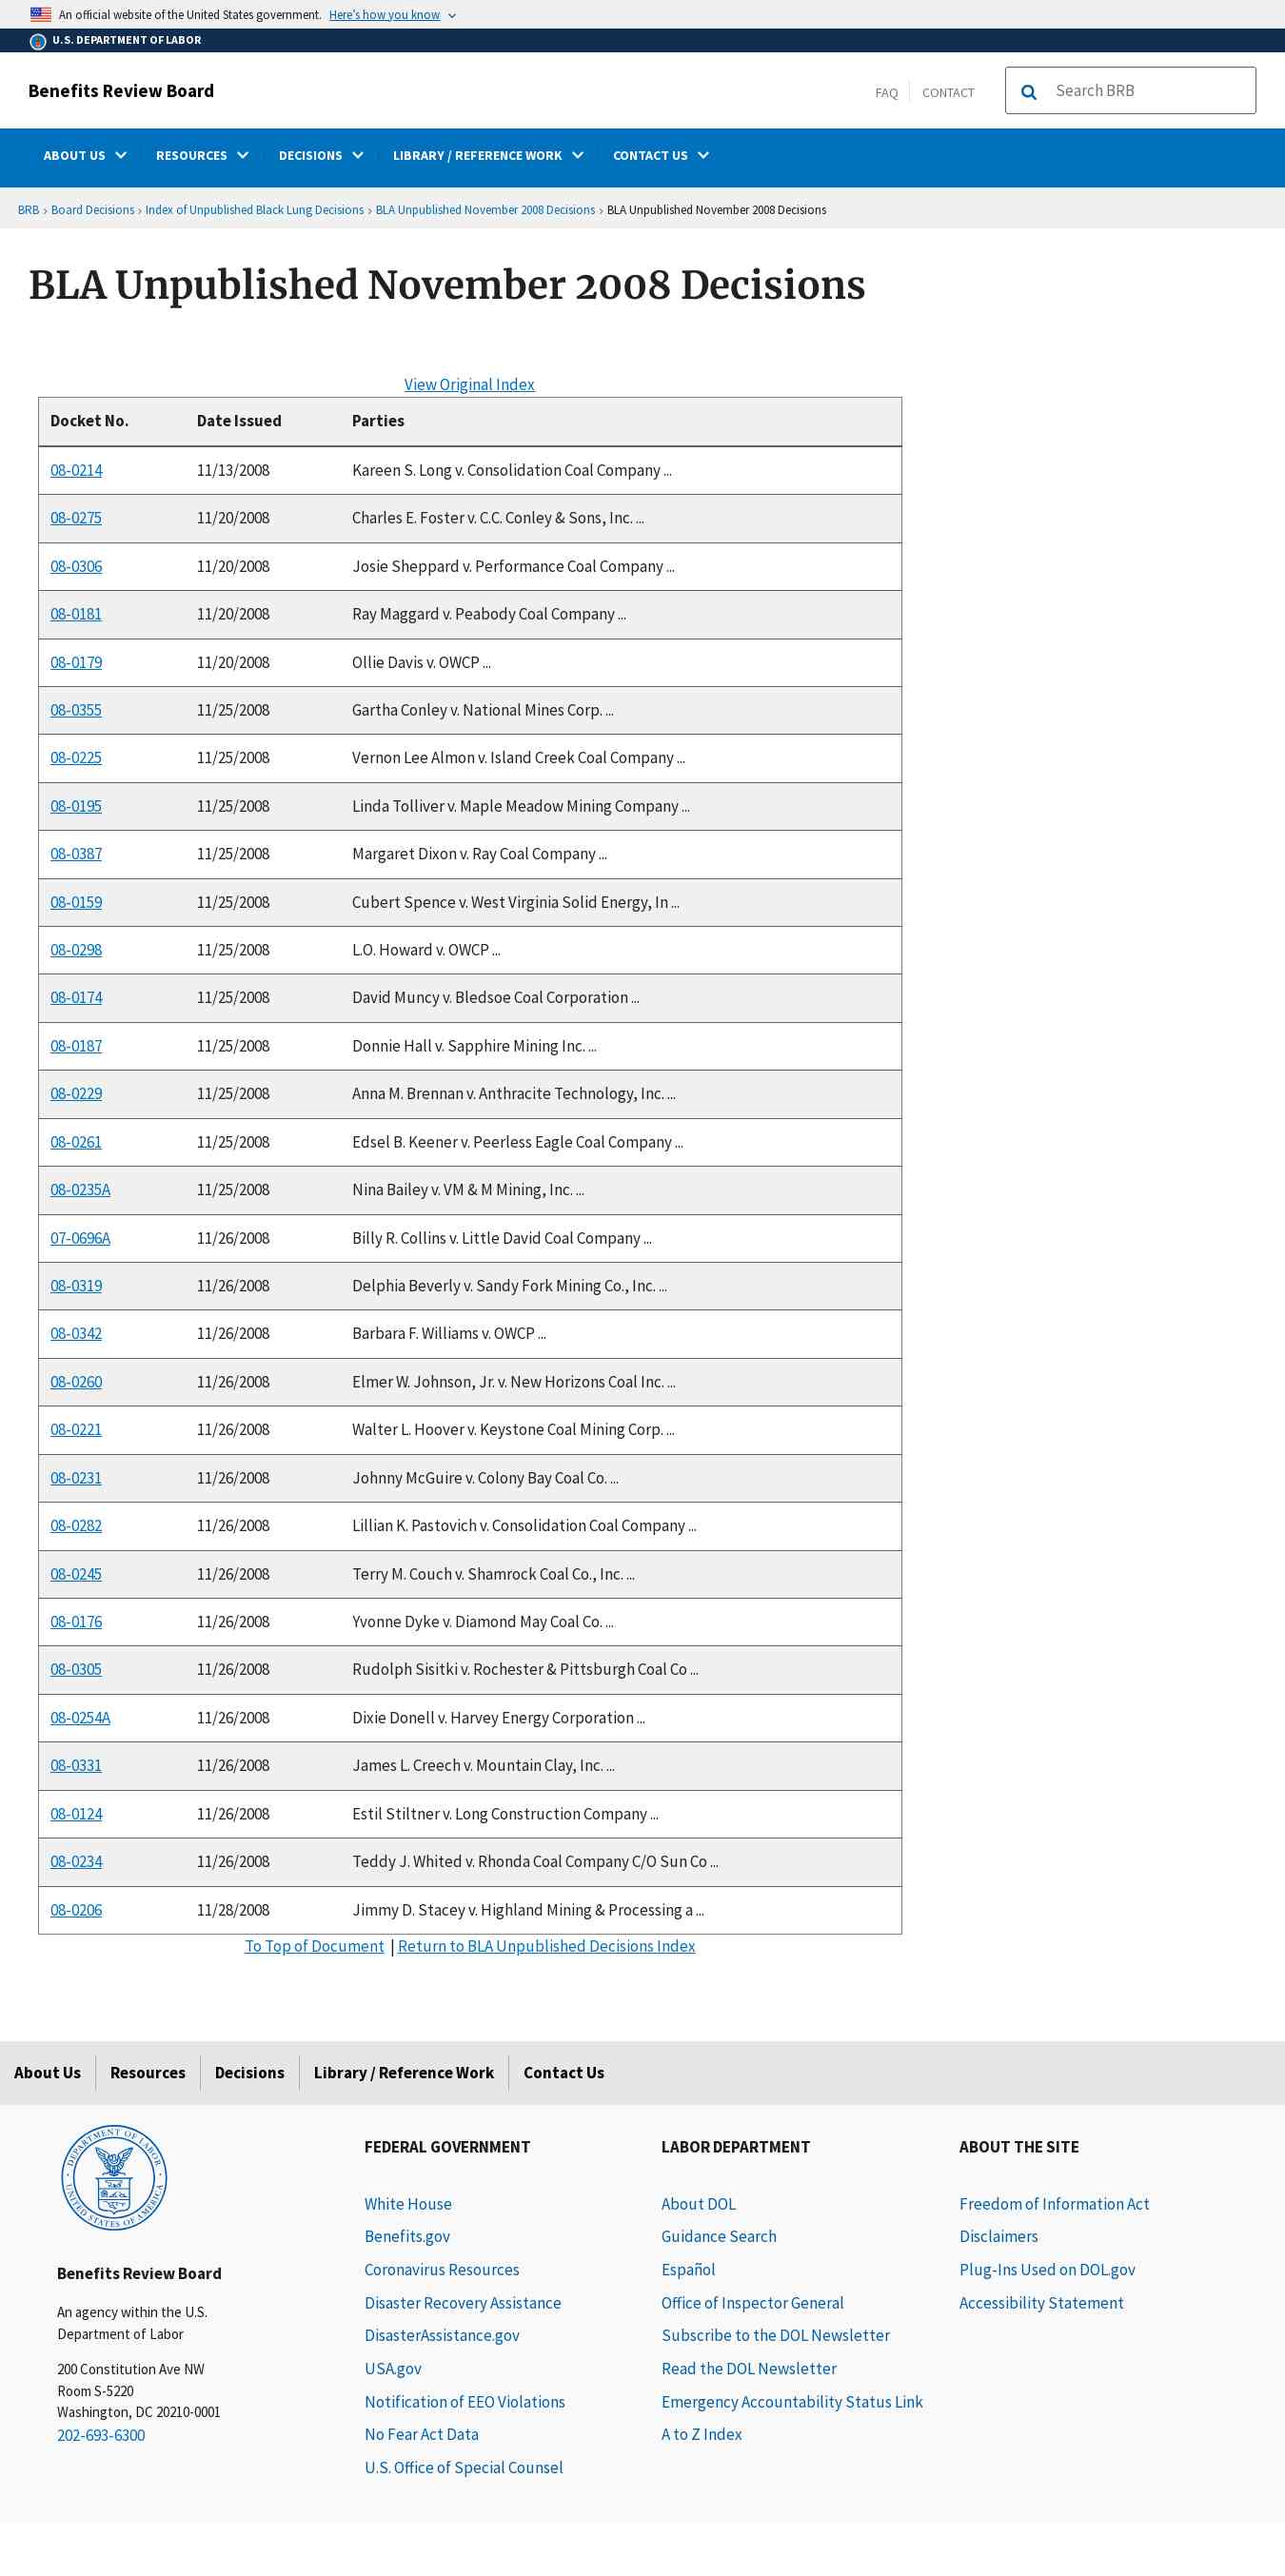 An official website of the United States government. Here's how you know
U.S. DEPARTMENT OF LABOR
Benefits Review Board
FAQ
CONTACT
Search BRB
ABOUT US
RESOURCES
DECISIONS
LIBRARY / REFERENCE WORK
CONTACT US
BRB › Board Decisions › Index of Unpublished Black Lung Decisions › BLA Unpublished November 2008 Decisions › BLA Unpublished November 2008 Decisions
BLA Unpublished November 2008 Decisions
View Original Index
Docket No. Date Issued Parties
08-0214 11/13/2008 Kareen S. Long v. Consolidation Coal Company ...
08-0275 11/20/2008 Charles E. Foster v. C.C. Conley & Sons, Inc. ...
08-0306 11/20/2008 Josie Sheppard v. Performance Coal Company ...
08-0181 11/20/2008 Ray Maggard v. Peabody Coal Company ...
08-0179 11/20/2008 Ollie Davis v. OWCP ...
08-0355 11/25/2008 Gartha Conley v. National Mines Corp. ...
08-0225 11/25/2008 Vernon Lee Almon v. Island Creek Coal Company ...
08-0195 11/25/2008 Linda Tolliver v. Maple Meadow Mining Company ...
08-0387 11/25/2008 Margaret Dixon v. Ray Coal Company ...
08-0159 11/25/2008 Cubert Spence v. West Virginia Solid Energy, In ...
08-0298 11/25/2008 L.O. Howard v. OWCP ...
08-0174 11/25/2008 David Muncy v. Bledsoe Coal Corporation ...
08-0187 11/25/2008 Donnie Hall v. Sapphire Mining Inc. ...
08-0229 11/25/2008 Anna M. Brennan v. Anthracite Technology, Inc. ...
08-0261 11/25/2008 Edsel B. Keener v. Peerless Eagle Coal Company ...
08-0235A 11/25/2008 Nina Bailey v. VM & M Mining, Inc. ...
07-0696A 11/26/2008 Billy R. Collins v. Little David Coal Company ...
08-0319 11/26/2008 Delphia Beverly v. Sandy Fork Mining Co., Inc. ...
08-0342 11/26/2008 Barbara F. Williams v. OWCP ...
08-0260 11/26/2008 Elmer W. Johnson, Jr. v. New Horizons Coal Inc. ...
08-0221 11/26/2008 Walter L. Hoover v. Keystone Coal Mining Corp. ...
08-0231 11/26/2008 Johnny McGuire v. Colony Bay Coal Co. ...
08-0282 11/26/2008 Lillian K. Pastovich v. Consolidation Coal Company ...
08-0245 11/26/2008 Terry M. Couch v. Shamrock Coal Co., Inc. ...
08-0176 11/26/2008 Yvonne Dyke v. Diamond May Coal Co. ...
08-0305 11/26/2008 Rudolph Sisitki v. Rochester & Pittsburgh Coal Co ...
08-0254A 11/26/2008 Dixie Donell v. Harvey Energy Corporation ...
08-0331 11/26/2008 James L. Creech v. Mountain Clay, Inc. ...
08-0124 11/26/2008 Estil Stiltner v. Long Construction Company ...
08-0234 11/26/2008 Teddy J. Whited v. Rhonda Coal Company C/O Sun Co ...
08-0206 11/28/2008 Jimmy D. Stacey v. Highland Mining & Processing a ...
To Top of Document | Return to BLA Unpublished Decisions Index
About Us
Resources
Decisions
Library / Reference Work
Contact Us
DEPARTMENT OF LABOR
UNITED STATES OF AMERICA
Benefits Review Board
An agency within the U.S.
Department of Labor
200 Constitution Ave NW
Room S-5220
Washington, DC 20210-0001
202-693-6300
FEDERAL GOVERNMENT
White House
Benefits.gov
Coronavirus Resources
Disaster Recovery Assistance
DisasterAssistance.gov
USA.gov
Notification of EEO Violations
No Fear Act Data
U.S. Office of Special Counsel
LABOR DEPARTMENT
About DOL
Guidance Search
Español
Office of Inspector General
Subscribe to the DOL Newsletter
Read the DOL Newsletter
Emergency Accountability Status Link
A to Z Index
ABOUT THE SITE
Freedom of Information Act
Disclaimers
Plug-Ins Used on DOL.gov
Accessibility Statement